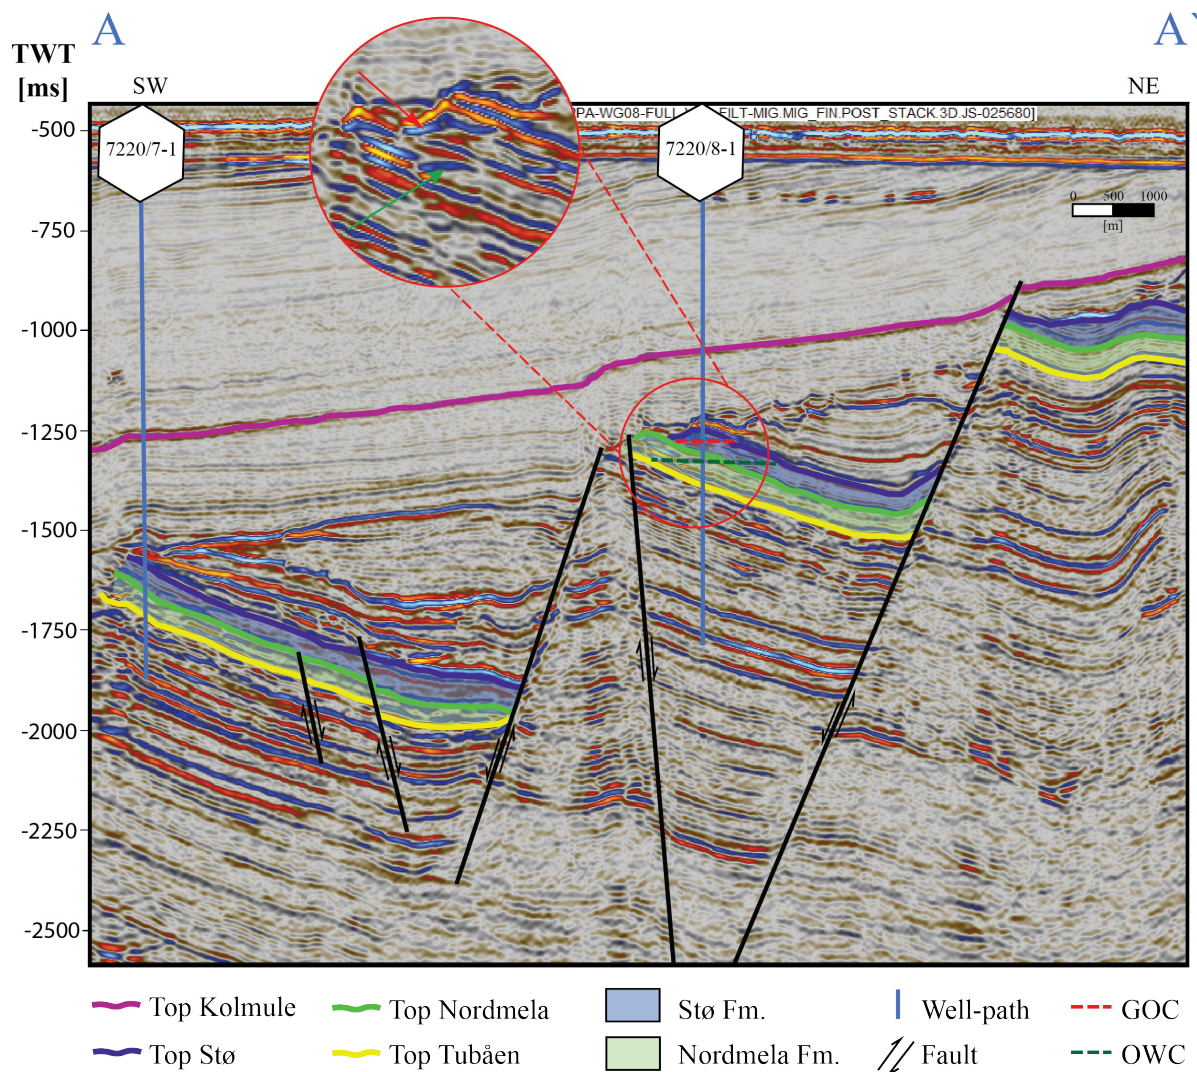 A A`
TWT
[ms]
SW NE
PA-WG08-FULL FILT-MIG.MIG_FIN.POST_STACK.3D.JS-025680]
-500
7220/7-1 7220/8-1
0 500 1000
[m]
-750
-1000
-1250
-1500
-1750
-2000
-2250
-2500
Top Kolmule Top Nordmela Stø Fm. Well-path GOC
Top Stø Top Tubåen Nordmela Fm. Fault OWC